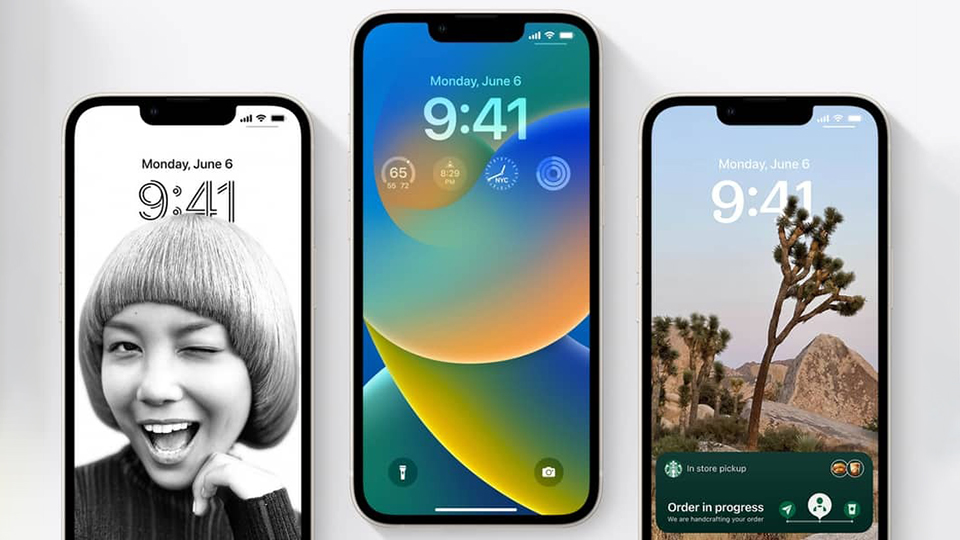 Monday, June 6
9:41
Monday, June 6
9:41
65
55 72
8:29
PM
NYC
Monday, June 6
9:41
In store pickup
Order in progress
We are handcrafting your order